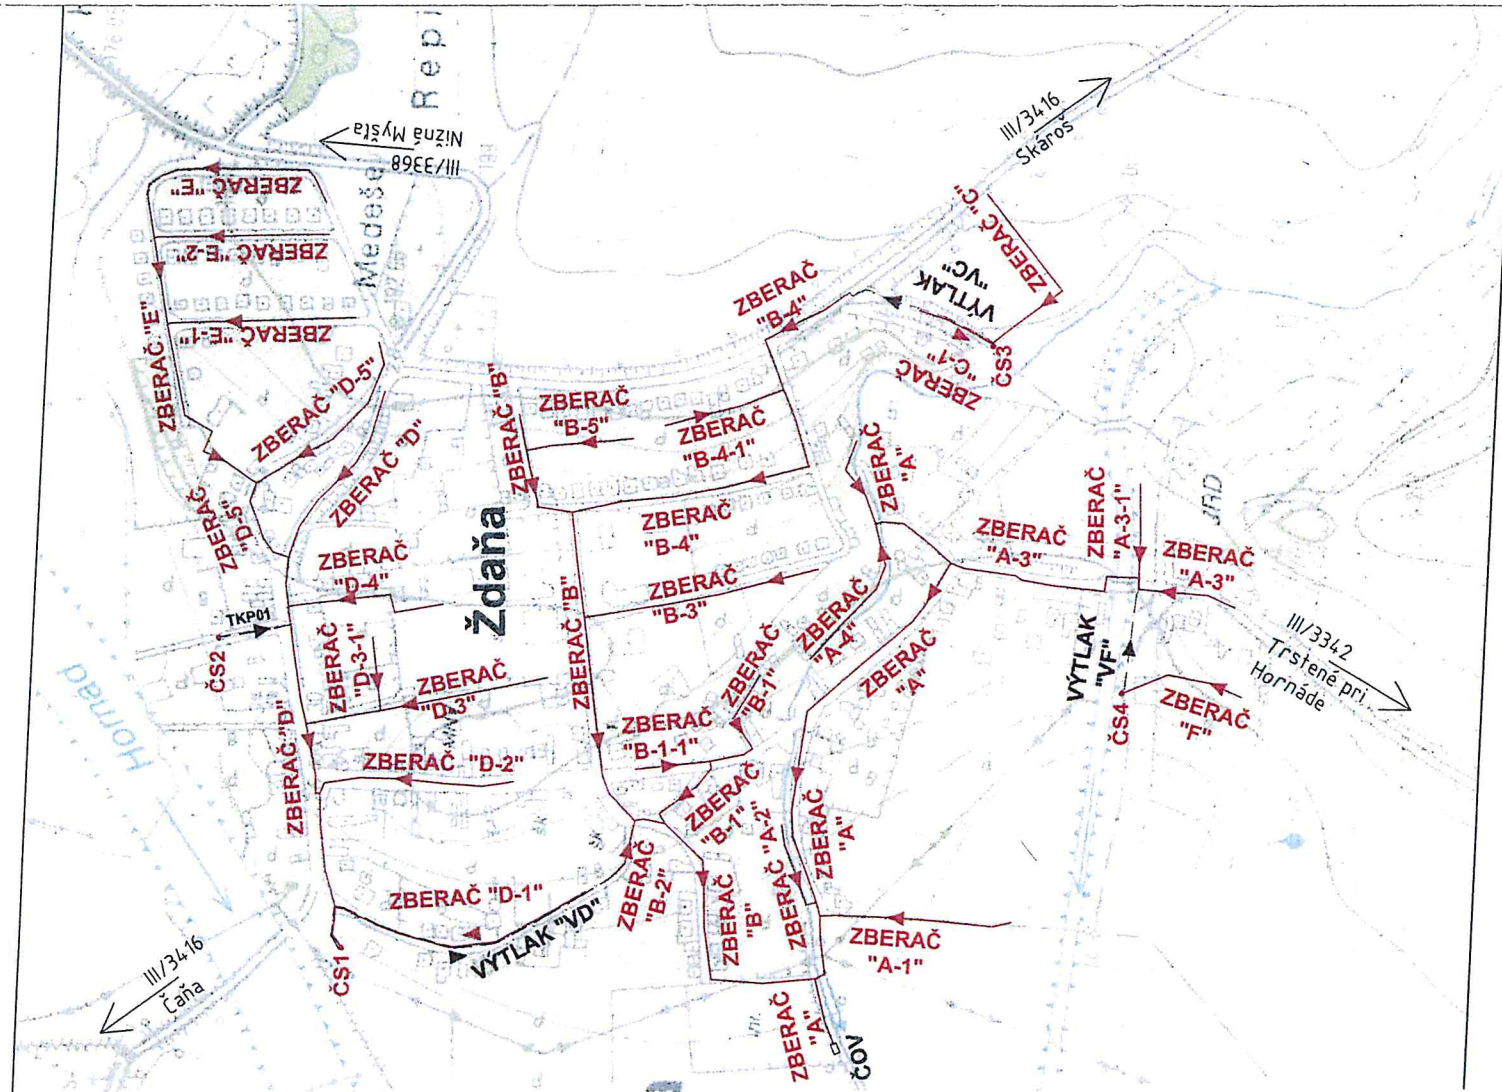 Repi
III/3368
Nižná Myšľa
Medeše
III/3416
Skároš
ZBERAČ "E"
ZBERAČ "E-2"
ZBERAČ "E"
ZBERAČ "E-1"
ZBERAČ "D-5"
ZBERAČ "D"
ZBERAČ
"D-5"
ZBERAČ "B"
ZBERAČ
"B-5"
ZBERAČ
"B-4-1"
ZBERAČ
"B-4"
ZBERAČ "C"
VÝTLAK
"VC"
ZBERAČ
"C-1"
ČS3
ZBERAČ
"A"
ZBERAČ
"B-4"
Ždaňa
ZBERAČ
"D-4"
TKP01
ČS2
Hornád
ZBERAČ
"D-3-1"
ZBERAČ
"D-3"
ZBERAČ "D"
ZBERAČ "D-2"
ZBERAČ "B"
ZBERAČ
"B-3"
ZBERAČ
"A-4"
ZBERAČ
"A-3"
ZBERAČ
"A-3-1"
ZBERAČ
"A-3"
JRD
III/3342
Trstené pri
Hornáde
VÝTLAK
"VF"
ČS4
ZBERAČ
"F"
ZBERAČ
"A"
ZBERAČ
"B-1"
ZBERAČ
"B-1-1"
ZBERAČ
"B-1"
ZBERAČ "A-2"
ZBERAČ
"A"
ZBERAČ
"B-2"
ZBERAČ "D-1"
VÝTLAK "VD"
ČS1
III/3416
Čaňa
ZBERAČ
"B"
ZBERAČ
"A-1"
ZBERAČ
"A"
ČOV